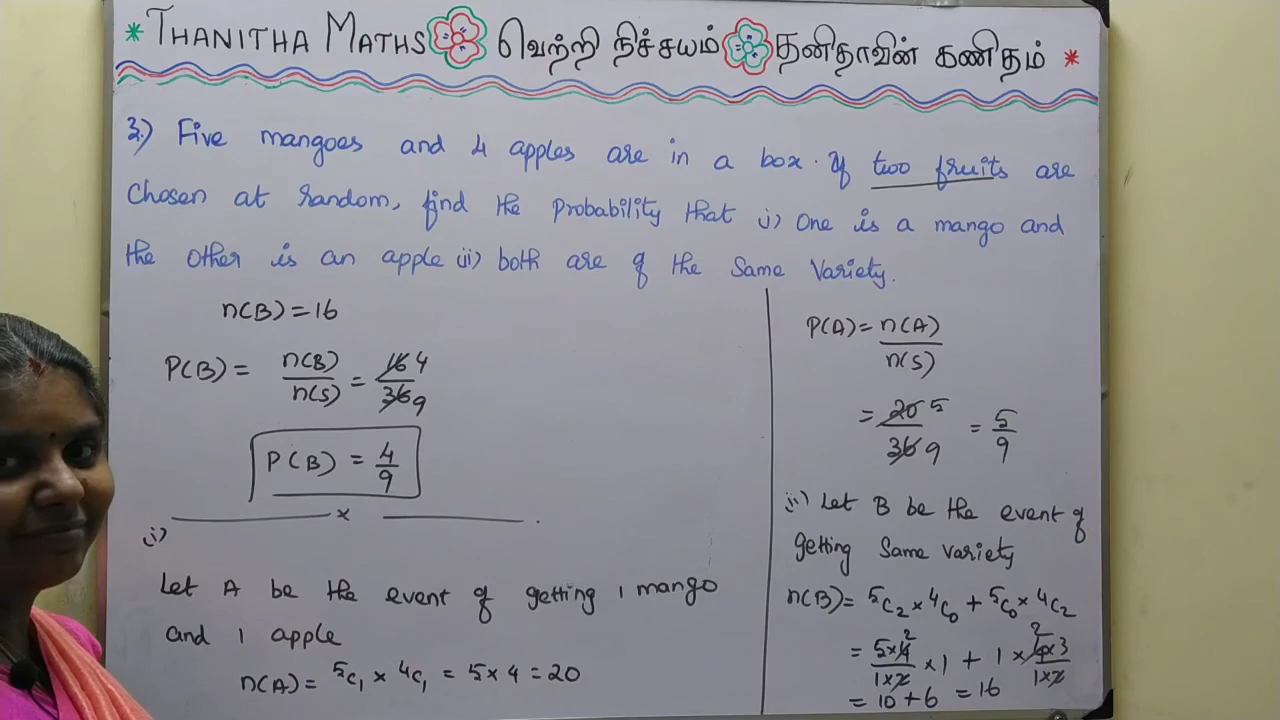 * THANITHA MATHS வெற்றி நிச்சயம் தனிதாவின் கணிதம் *
3.) Five mangoes and 4 apples are in a box. If two fruits are
chosen at random, find the probability that i) one is a mango and
the other is an apple ii) both are of the same variety.
n(B) = 16
P(B) = n(B)/n(S) = 16 4/36 9
P(B) = 4/9
x
i)
Let A be the event of getting 1 mango
and 1 apple
n(A) = 5C1 × 4C1 = 5×4 = 20
P(A) = n(A)/n(S)
= 20 5/36 9 = 5/9
ii) Let B be the event of
getting same variety
n(B) = 5C2 × 4C0 + 5C0 × 4C2
= 5×4 2/1×2 × 1 + 1 × 2 4×3/1×2
= 10 + 6 = 16